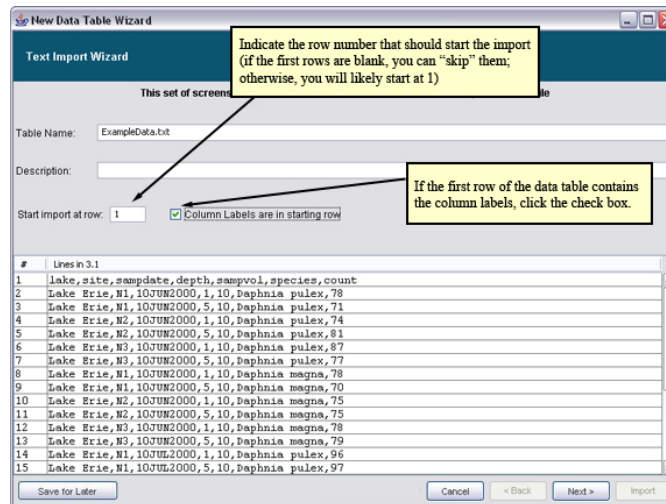 New Data Table Wizard
Text Import Wizard
Indicate the row number that should start the import
(if the first rows are blank, you can “skip” them;
otherwise, you will likely start at 1)
This set of screens
Table Name: ExampleData.txt
Description:
If the first row of the data table contains
the column labels, click the check box.
Start import at row: 1 Column Labels are in starting row
# Lines in 3.1
1 lake,site,sampdate,depth,sampvol,species,count
2 Lake Erie,N1,10JUN2000,1,10,Daphnia pulex,78
3 Lake Erie,N1,10JUN2000,5,10,Daphnia pulex,71
4 Lake Erie,N2,10JUN2000,1,10,Daphnia pulex,74
5 Lake Erie,N2,10JUN2000,5,10,Daphnia pulex,81
6 Lake Erie,N3,10JUN2000,1,10,Daphnia pulex,87
7 Lake Erie,N3,10JUN2000,5,10,Daphnia pulex,77
8 Lake Erie,N1,10JUN2000,1,10,Daphnia magna,78
9 Lake Erie,N1,10JUN2000,5,10,Daphnia magna,70
10 Lake Erie,N2,10JUN2000,1,10,Daphnia magna,75
11 Lake Erie,N2,10JUN2000,5,10,Daphnia magna,75
12 Lake Erie,N3,10JUN2000,1,10,Daphnia magna,78
13 Lake Erie,N3,10JUN2000,5,10,Daphnia magna,79
14 Lake Erie,N1,10JUL2000,1,10,Daphnia pulex,96
15 Lake Erie,N1,10JUL2000,5,10,Daphnia pulex,97
Save for Later Cancel < Back Next > Import